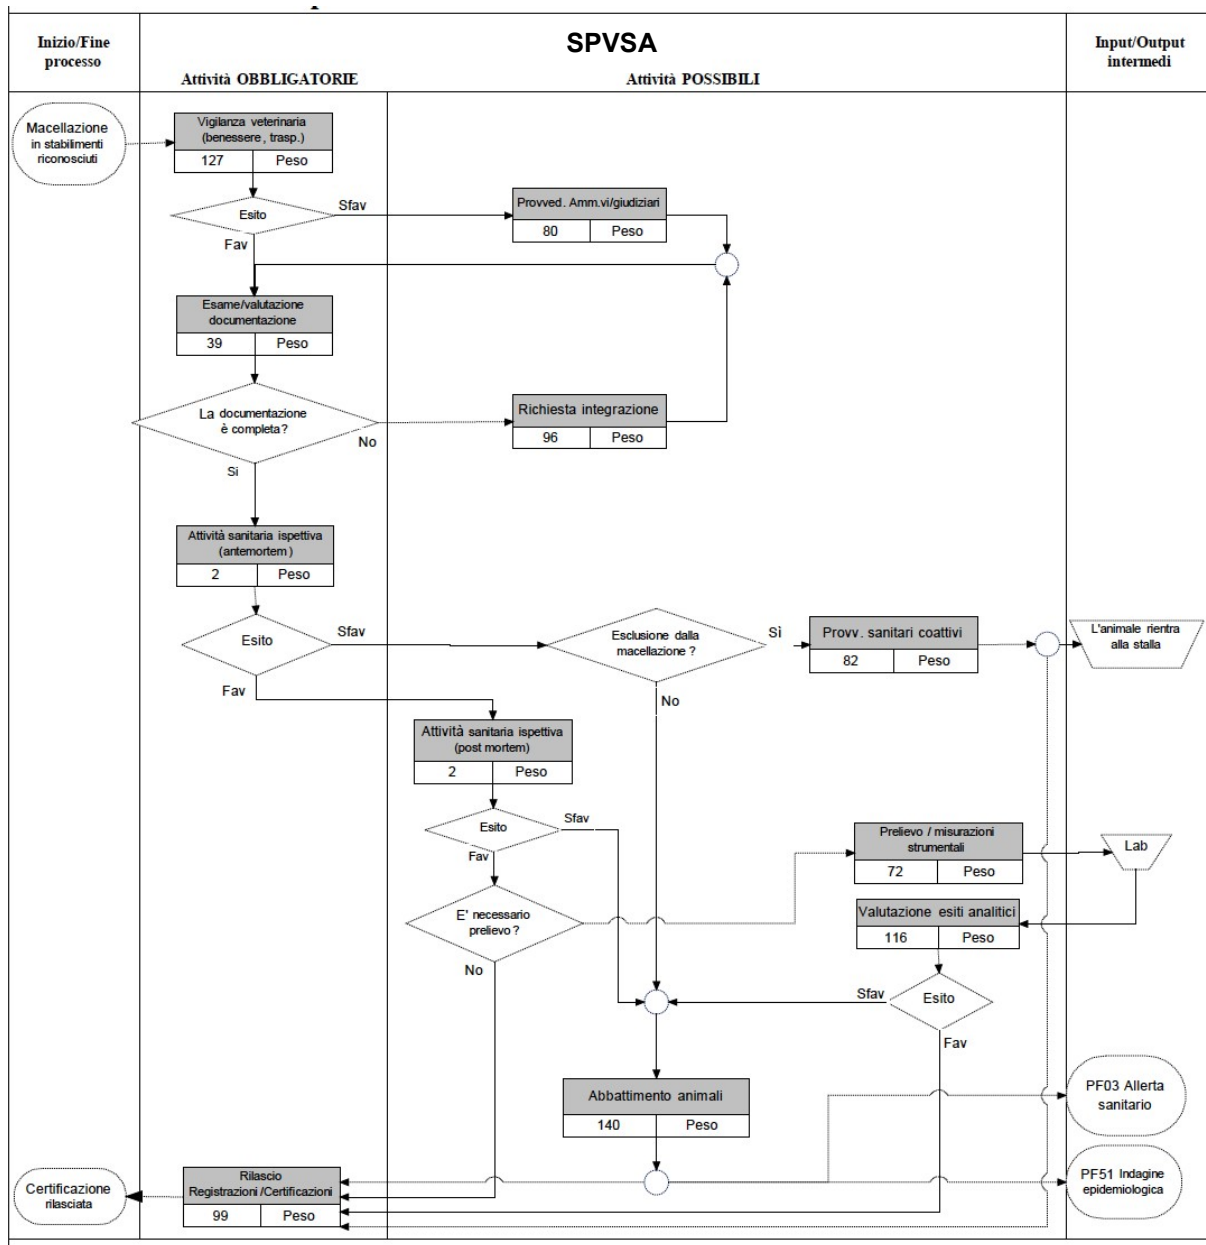 Inizio/Fine
processo
SPVSA
Attività OBBLIGATORIE
Attività POSSIBILI
Input/Output
intermedi
Macellazione
in stabilimenti
riconosciuti
Vigilanza veterinaria
(benessere, trasp.)
127 Peso
Esito
Sfav
Fav
Provved. Amm.vi/giudiziari
80 Peso
Esame/valutazione
documentazione
39 Peso
La documentazione
è completa?
No
Si
Richiesta integrazione
96 Peso
Attività sanitaria ispettiva
(antemortem)
2 Peso
Esito
Sfav
Fav
Esclusione dalla
macellazione?
Sì
No
Provv. sanitari coattivi
82 Peso
L'animale rientra
alla stalla
Attività sanitaria ispettiva
(post mortem)
2 Peso
Esito
Sfav
Fav
Prelievo / misurazioni
strumentali
72 Peso
Lab
E' necessario
prelievo?
No
Valutazione esiti analitici
116 Peso
Sfav
Esito
Fav
Abbattimento animali
140 Peso
PF03 Allerta
sanitario
PF51 Indagine
epidemiologica
Rilascio
Registrazioni/Certificazioni
99 Peso
Certificazione
rilasciata